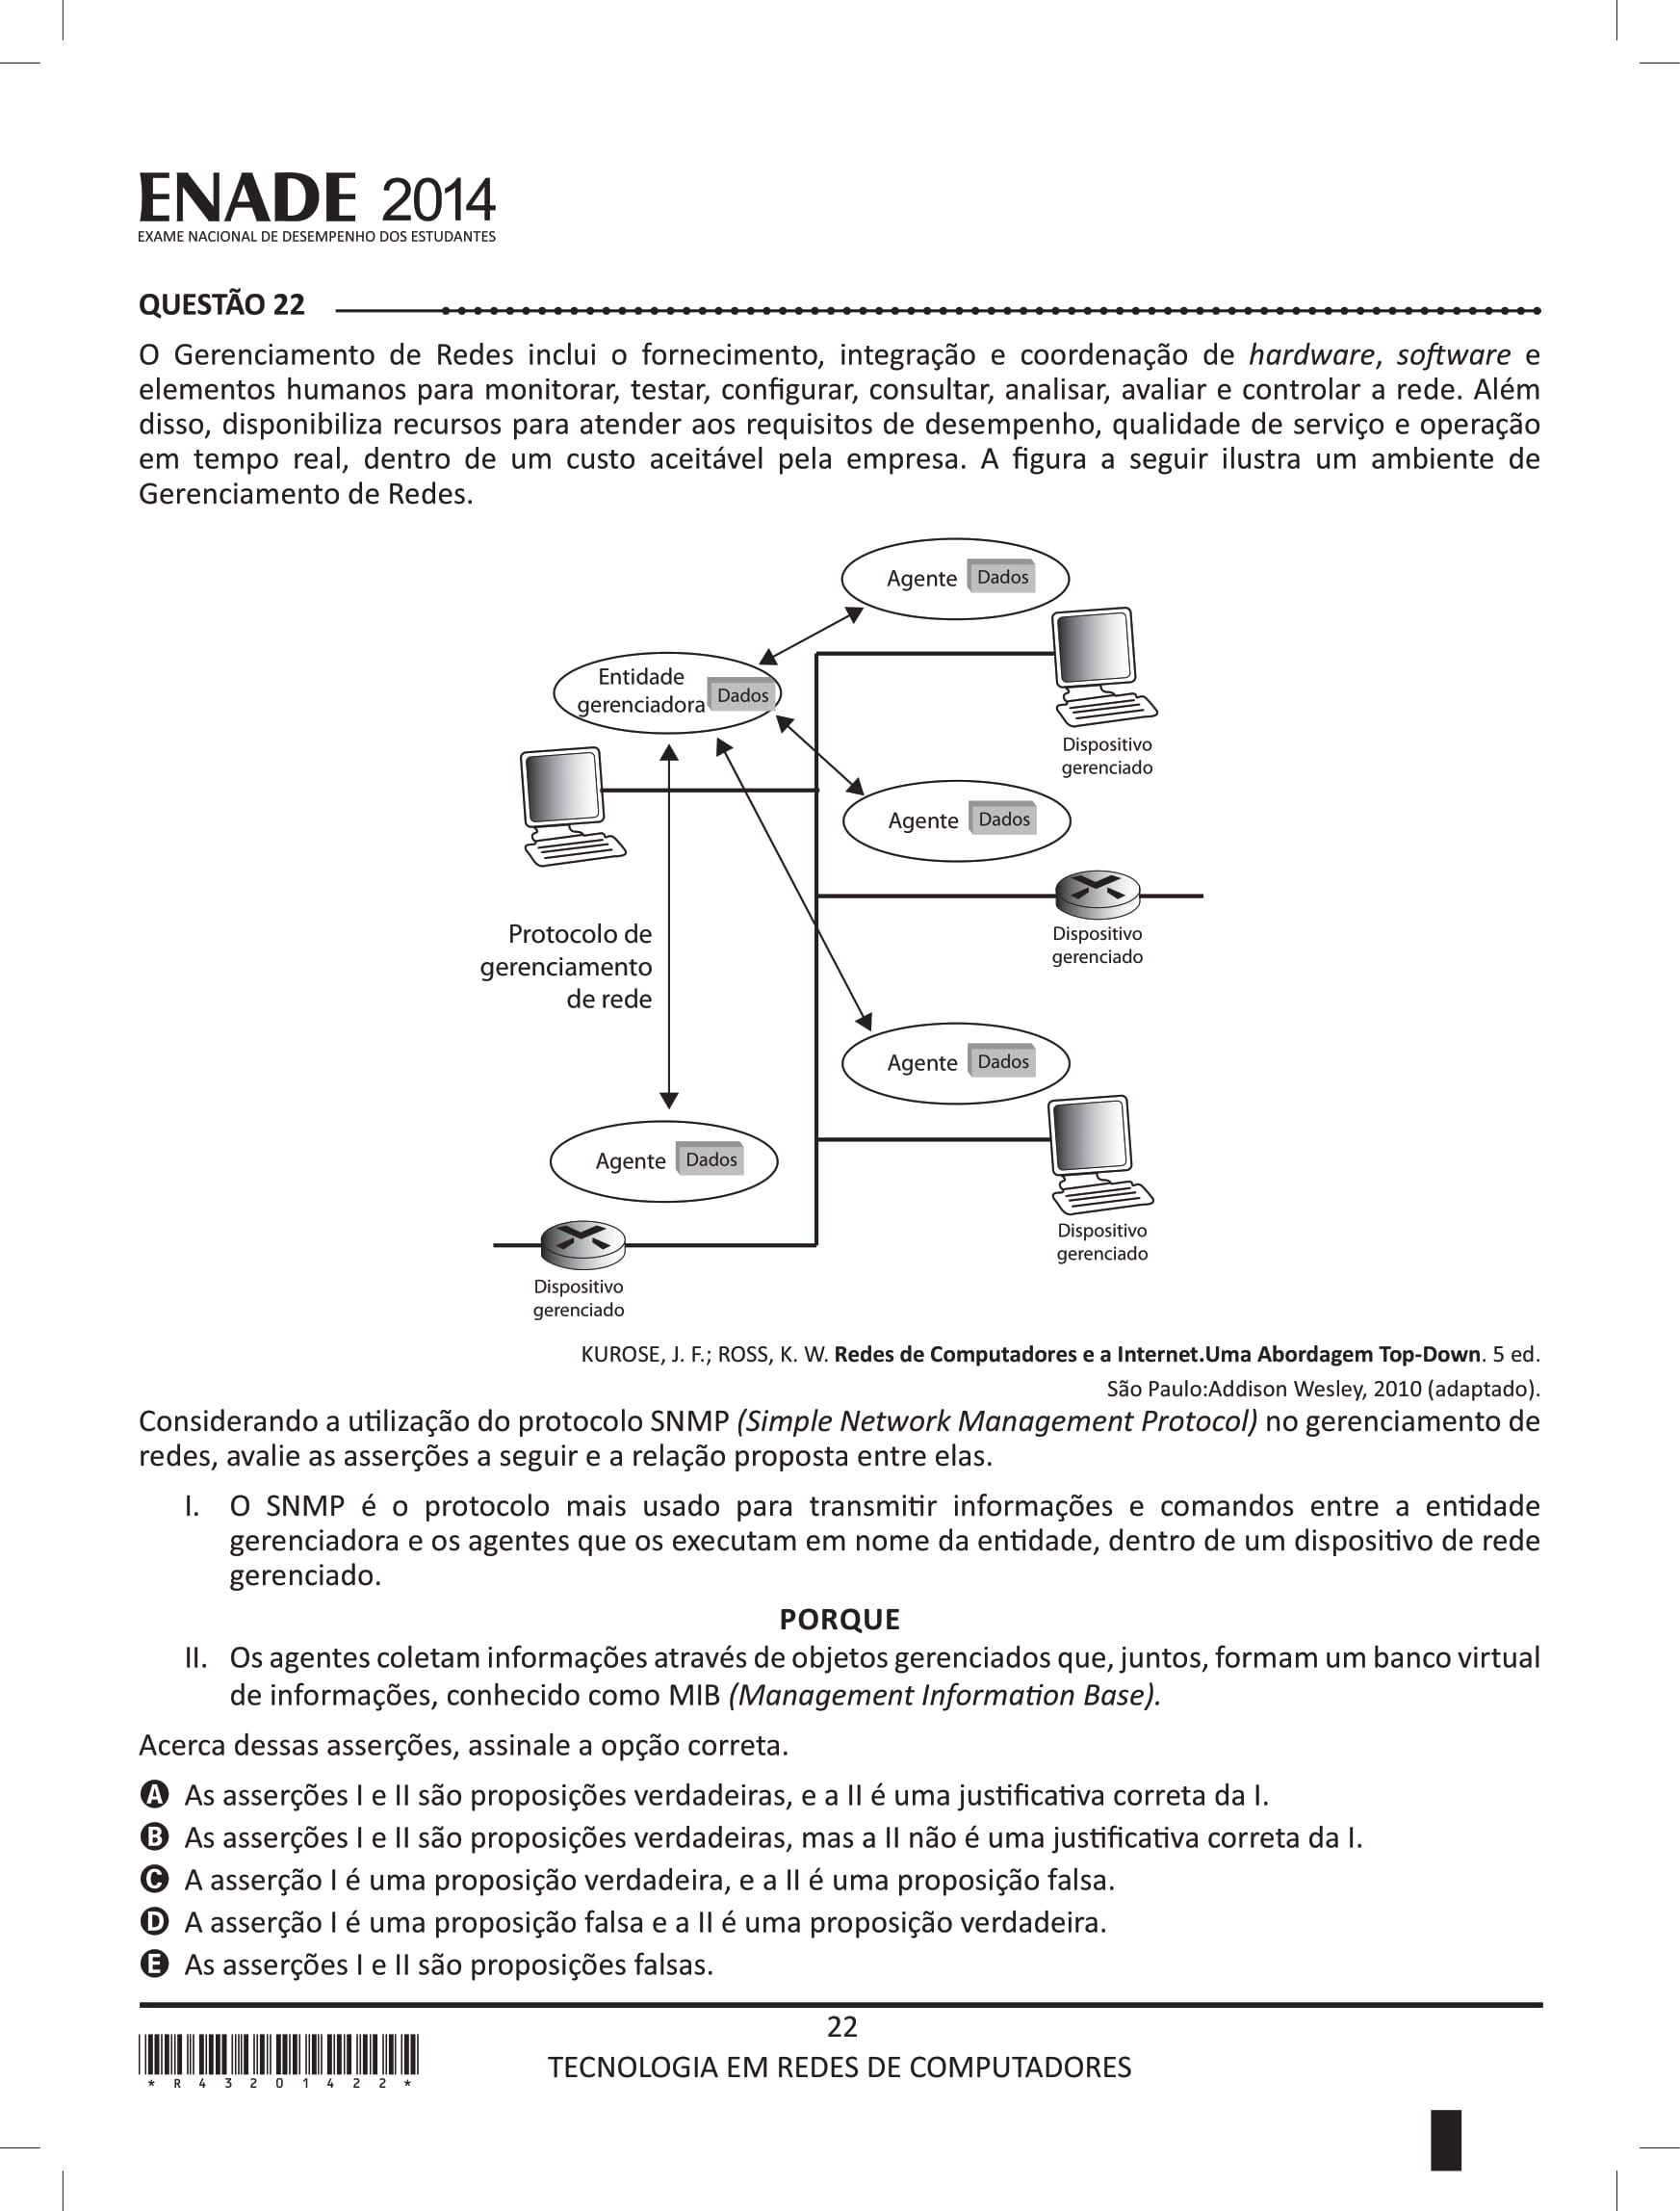 ENADE 2014
EXAME NACIONAL DE DESEMPENHO DOS ESTUDANTES
QUESTÃO 22
O Gerenciamento de Redes inclui o fornecimento, integração e coordenação de hardware, software e
elementos humanos para monitorar, testar, configurar, consultar, analisar, avaliar e controlar a rede. Além
disso, disponibiliza recursos para atender aos requisitos de desempenho, qualidade de serviço e operação
em tempo real, dentro de um custo aceitável pela empresa. A figura a seguir ilustra um ambiente de
Gerenciamento de Redes.
Agente Dados
Entidade
gerenciadora Dados
Dispositivo
gerenciado
Agente Dados
Protocolo de
gerenciamento
de rede
Dispositivo
gerenciado
Agente Dados
Agente Dados
Dispositivo
gerenciado
Dispositivo
gerenciado
KUROSE, J. F.; ROSS, K. W. Redes de Computadores e a Internet.Uma Abordagem Top-Down. 5 ed.
São Paulo:Addison Wesley, 2010 (adaptado).
Considerando a utilização do protocolo SNMP (Simple Network Management Protocol) no gerenciamento de
redes, avalie as asserções a seguir e a relação proposta entre elas.
I. O SNMP é o protocolo mais usado para transmitir informações e comandos entre a entidade
gerenciadora e os agentes que os executam em nome da entidade, dentro de um dispositivo de rede
gerenciado.
PORQUE
II. Os agentes coletam informações através de objetos gerenciados que, juntos, formam um banco virtual
de informações, conhecido como MIB (Management Information Base).
Acerca dessas asserções, assinale a opção correta.
A As asserções I e II são proposições verdadeiras, e a II é uma justificativa correta da I.
B As asserções I e II são proposições verdadeiras, mas a II não é uma justificativa correta da I.
C A asserção I é uma proposição verdadeira, e a II é uma proposição falsa.
D A asserção I é uma proposição falsa e a II é uma proposição verdadeira.
E As asserções I e II são proposições falsas.
22
TECNOLOGIA EM REDES DE COMPUTADORES
*R43201422*